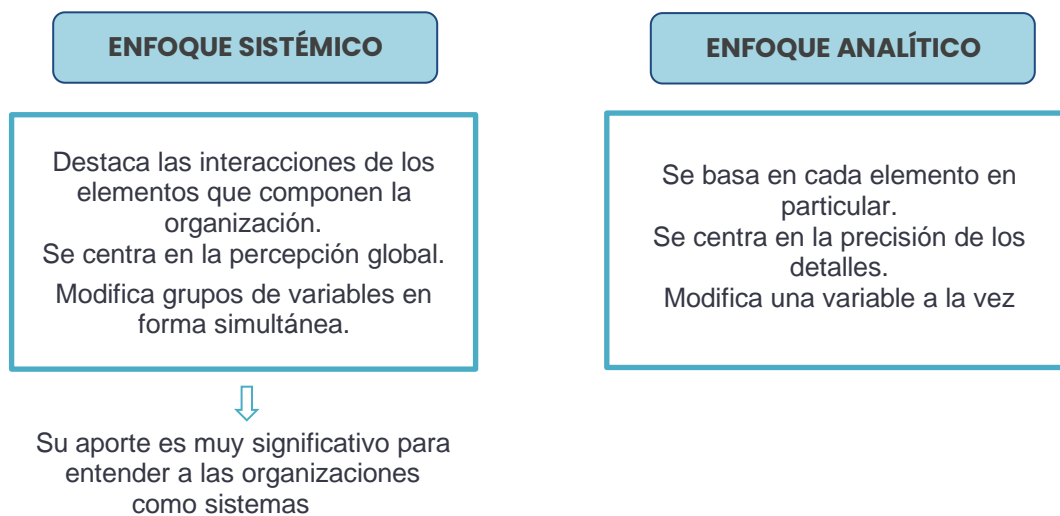 ENFOQUE SISTÉMICO
Destaca las interacciones de los
elementos que componen la
organización.
Se centra en la percepción global.
Modifica grupos de variables en
forma simultánea.
Su aporte es muy significativo para
entender a las organizaciones
como sistemas
ENFOQUE ANALÍTICO
Se basa en cada elemento en
particular.
Se centra en la precisión de los
detalles.
Modifica una variable a la vez